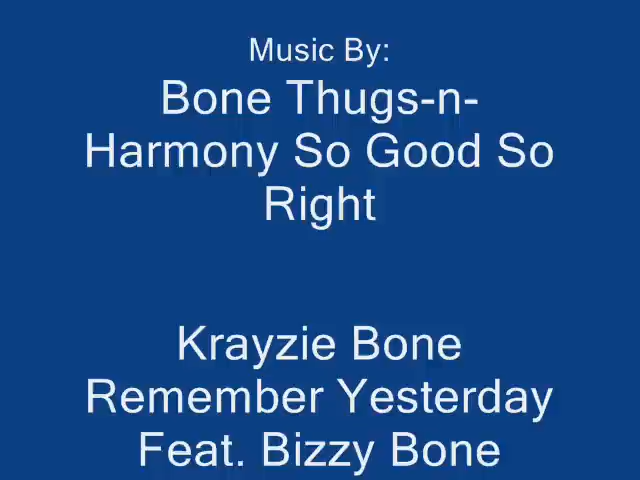 Music By:
Bone Thugs-n-
Harmony So Good So
Right
Krayzie Bone
Remember Yesterday
Feat. Bizzy Bone